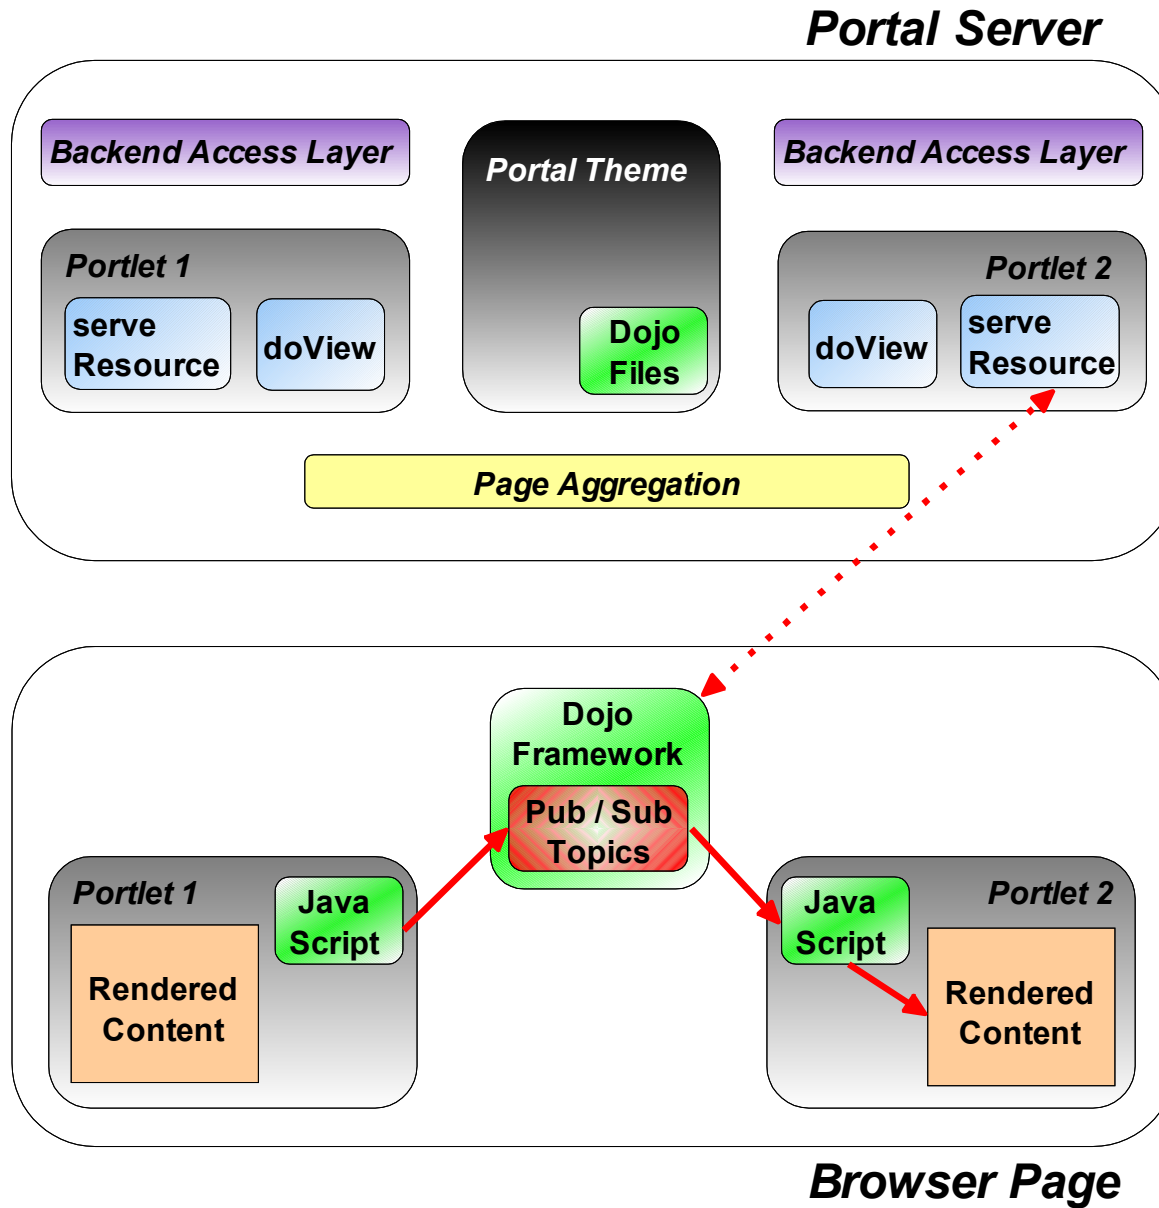 Portal Server
Backend Access Layer
Portal Theme
Backend Access Layer
Portlet 1
serve
Resource
doView
Dojo
Files
Portlet 2
doView
serve
Resource
Page Aggregation
Dojo
Framework
Pub / Sub
Topics
Portlet 1
Java
Script
Rendered
Content
Java
Script
Portlet 2
Rendered
Content
Browser Page